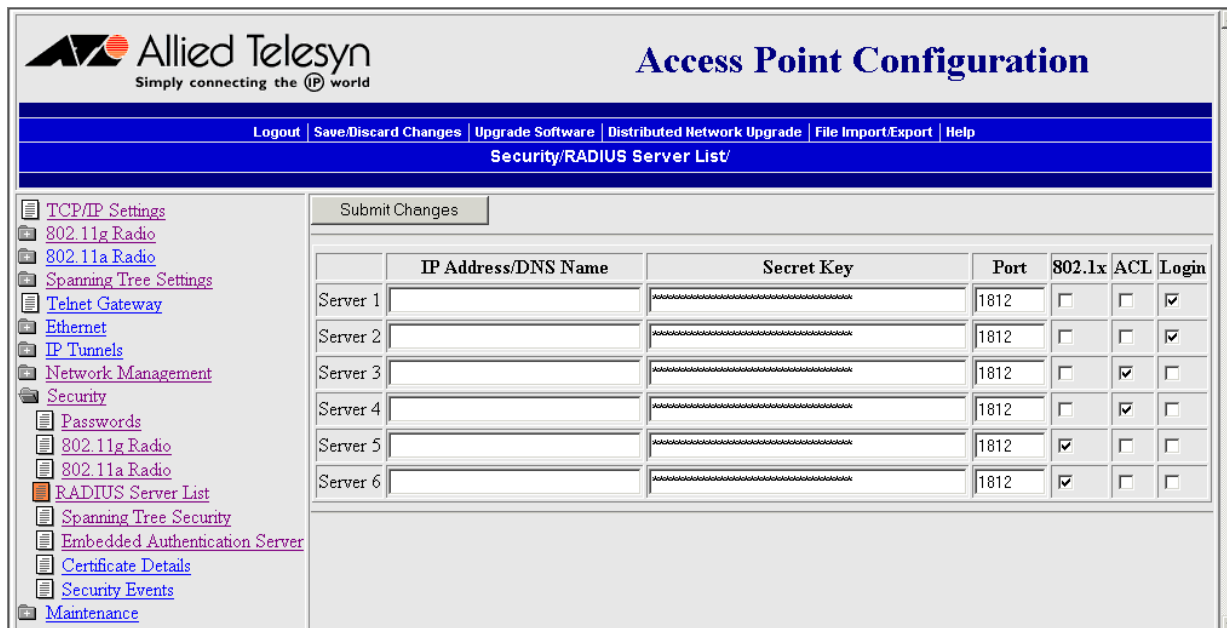 Allied Telesyn
Simply connecting the IP world
Access Point Configuration
Logout | Save/Discard Changes | Upgrade Software | Distributed Network Upgrade | File Import/Export | Help
Security/RADIUS Server List/
TCP/IP Settings
802.11g Radio
802.11a Radio
Spanning Tree Settings
Telnet Gateway
Ethernet
IP Tunnels
Network Management
Security
Passwords
802.11g Radio
802.11a Radio
RADIUS Server List
Spanning Tree Security
Embedded Authentication Server
Certificate Details
Security Events
Maintenance
Submit Changes
IP Address/DNS Name Secret Key Port 802.1x ACL Login
Server 1 ******************************** 1812
Server 2 ******************************** 1812
Server 3 ******************************** 1812
Server 4 ******************************** 1812
Server 5 ******************************** 1812
Server 6 ******************************** 1812